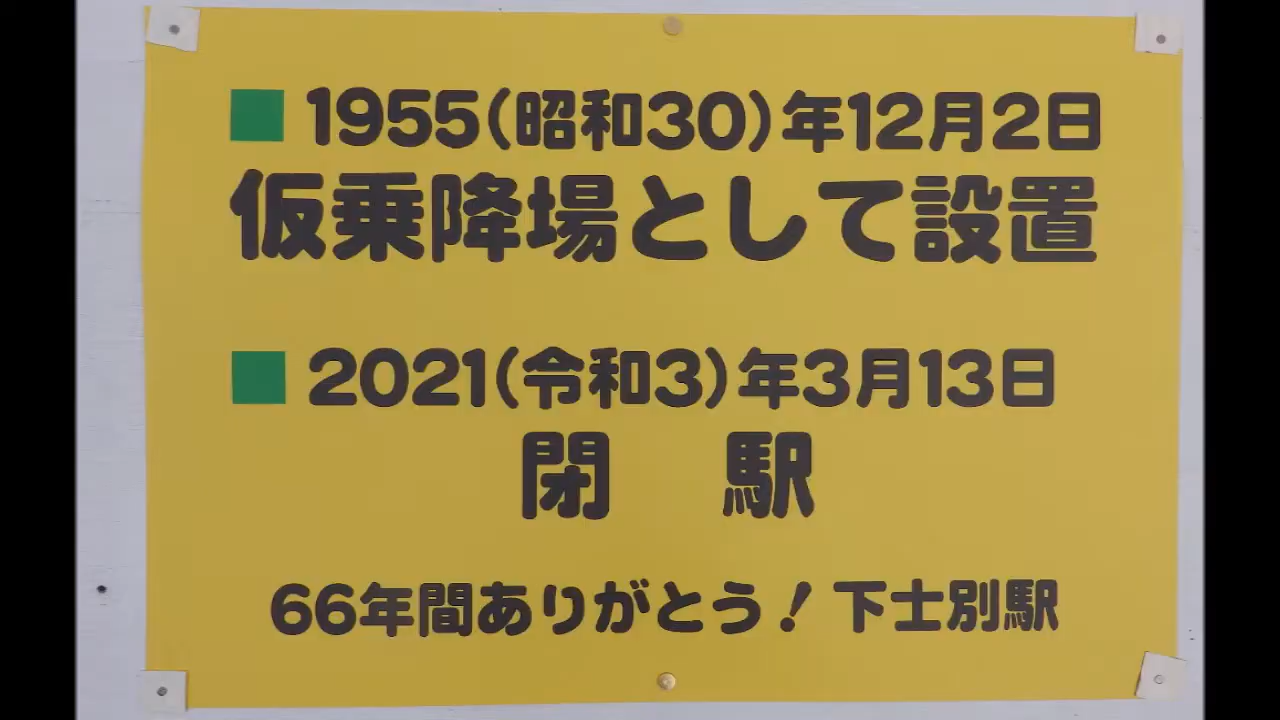 ■ 1955(昭和30)年12月2日
仮乗降場として設置
■ 2021(令和3)年3月13日
閉　駅
66年間ありがとう！下士別駅